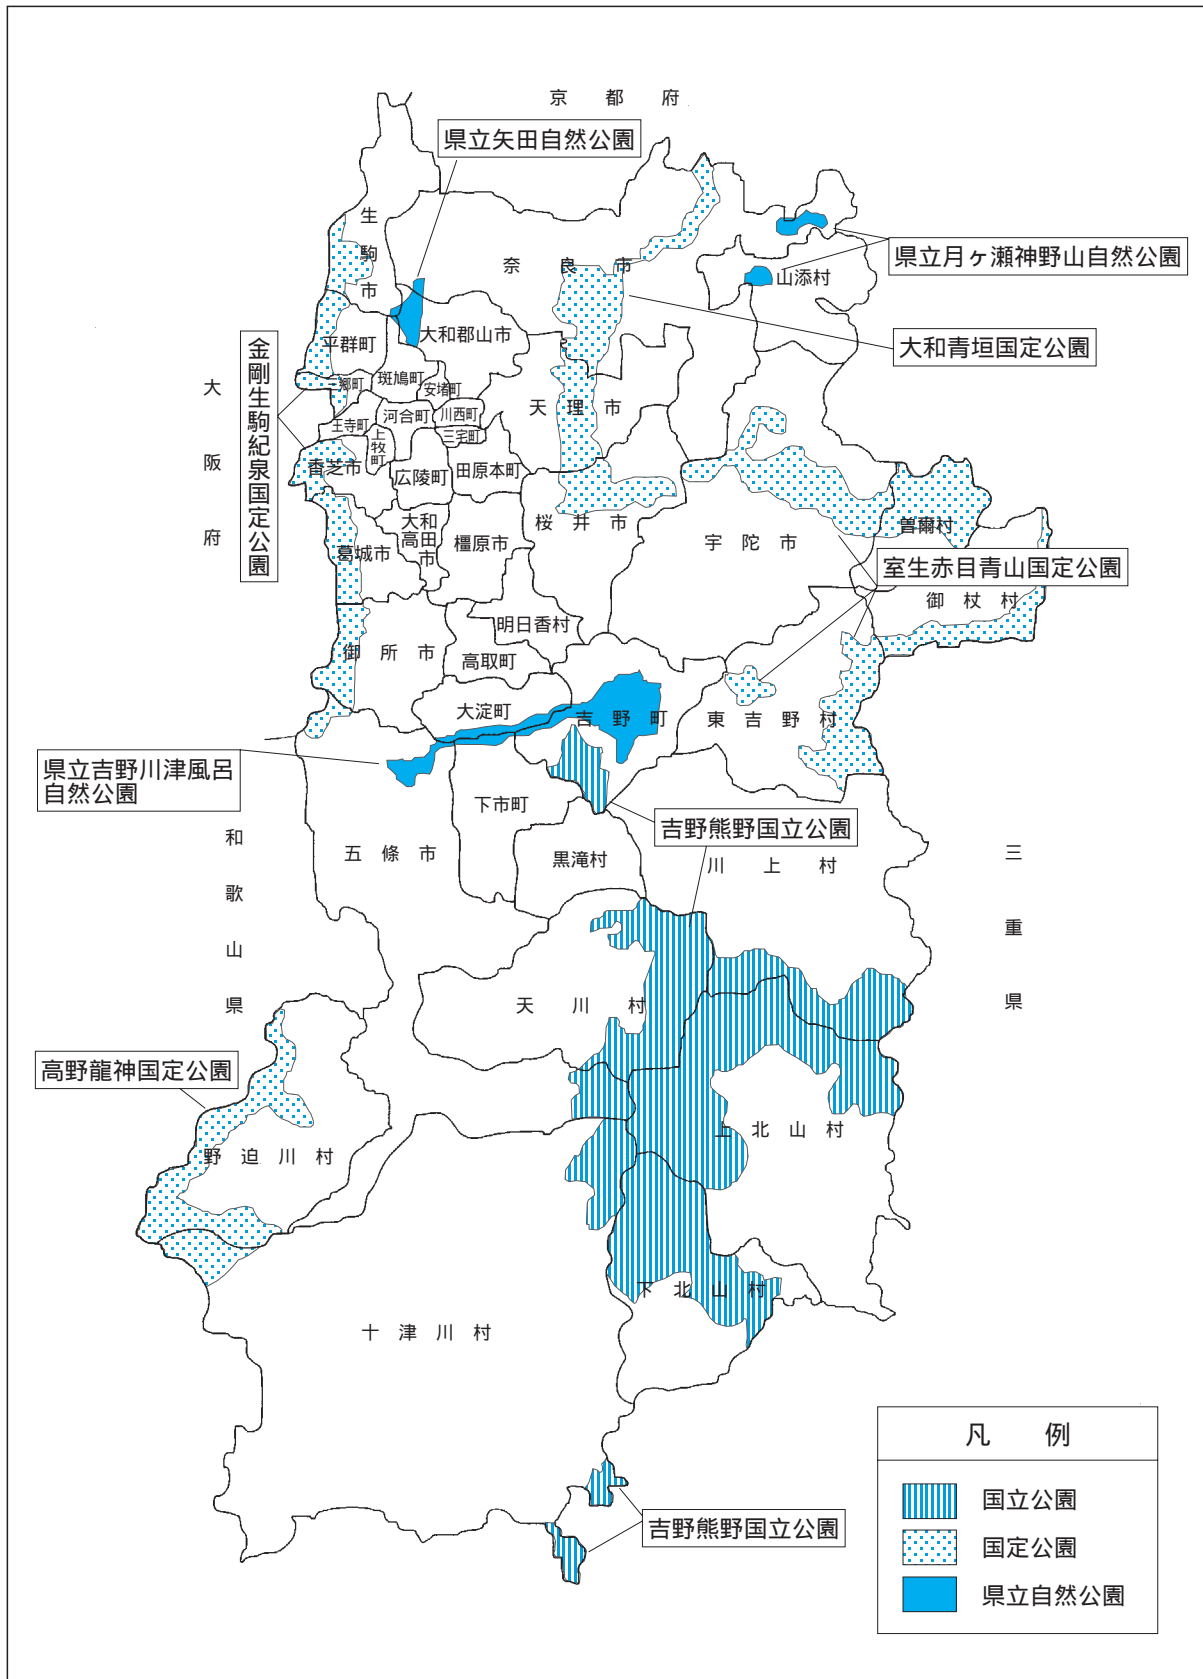 京都府
県立矢田自然公園
生駒市
奈良市
県立月ヶ瀬神野山自然公園
山添村
大和郡山市
大和青垣国定公園
平群町
金剛生駒紀泉国定公園
大阪府
三郷町
斑鳩町
安堵町
天理市
王寺町
河合町
川西町
三宅町
上牧町
香芝市
広陵町
田原本町
桜井市
大和高田市
橿原市
葛城市
宇陀市
曽爾村
室生赤目青山国定公園
御杖村
明日香村
御所市
高取町
大淀町
吉野町
東吉野村
県立吉野川津風呂
自然公園
下市町
吉野熊野国立公園
和歌山県
五條市
黒滝村
川上村
三重県
天川村
高野龍神国定公園
野迫川村
上北山村
下北山村
十津川村
吉野熊野国立公園
凡例
国立公園
国定公園
県立自然公園